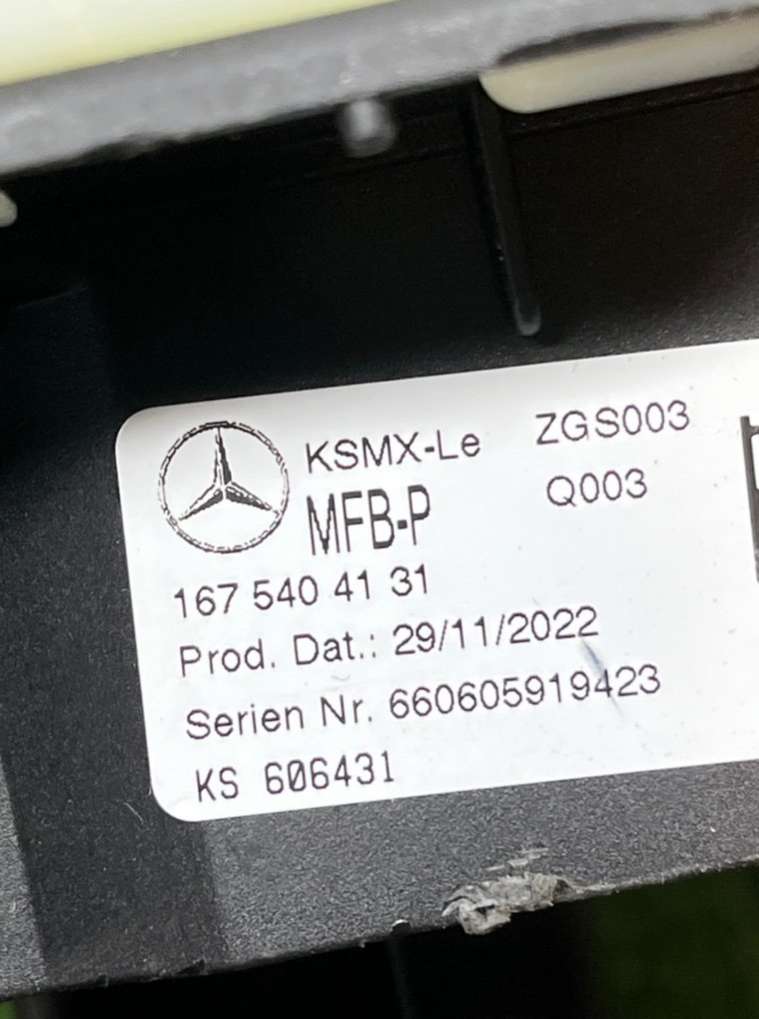 KSMX-Le ZGS003
MFB-P Q003
167 540 41 31
Prod. Dat.: 29/11/2022
Serien Nr. 660605919423
KS 606431